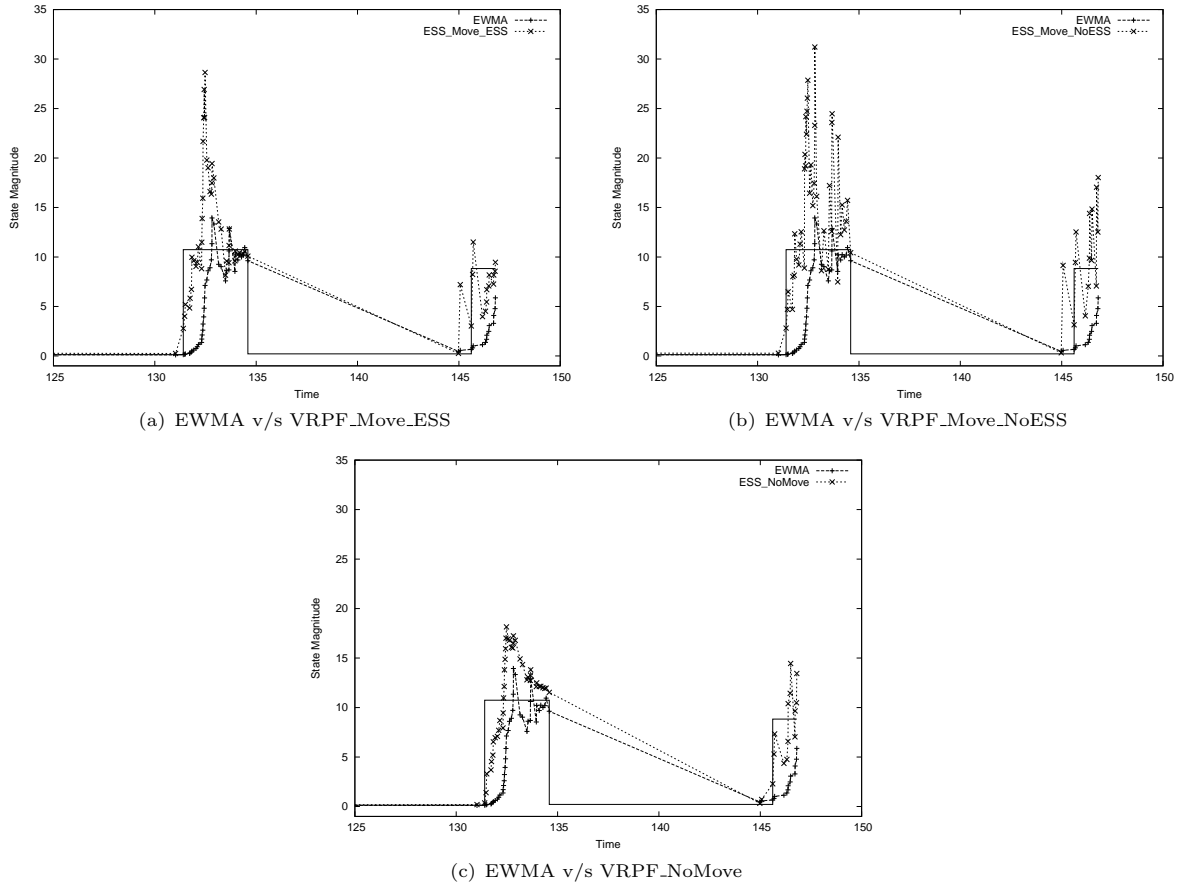 EWMA
ESS_Move_ESS
State Magnitude
35
30
25
20
15
10
5
0
125 130 135 140 145 150
Time
(a) EWMA v/s VRPF_Move_ESS
EWMA
ESS_Move_NoESS
State Magnitude
35
30
25
20
15
10
5
0
125 130 135 140 145 150
Time
(b) EWMA v/s VRPF_Move_NoESS
EWMA
ESS_NoMove
State Magnitude
35
30
25
20
15
10
5
0
125 130 135 140 145 150
Time
(c) EWMA v/s VRPF_NoMove